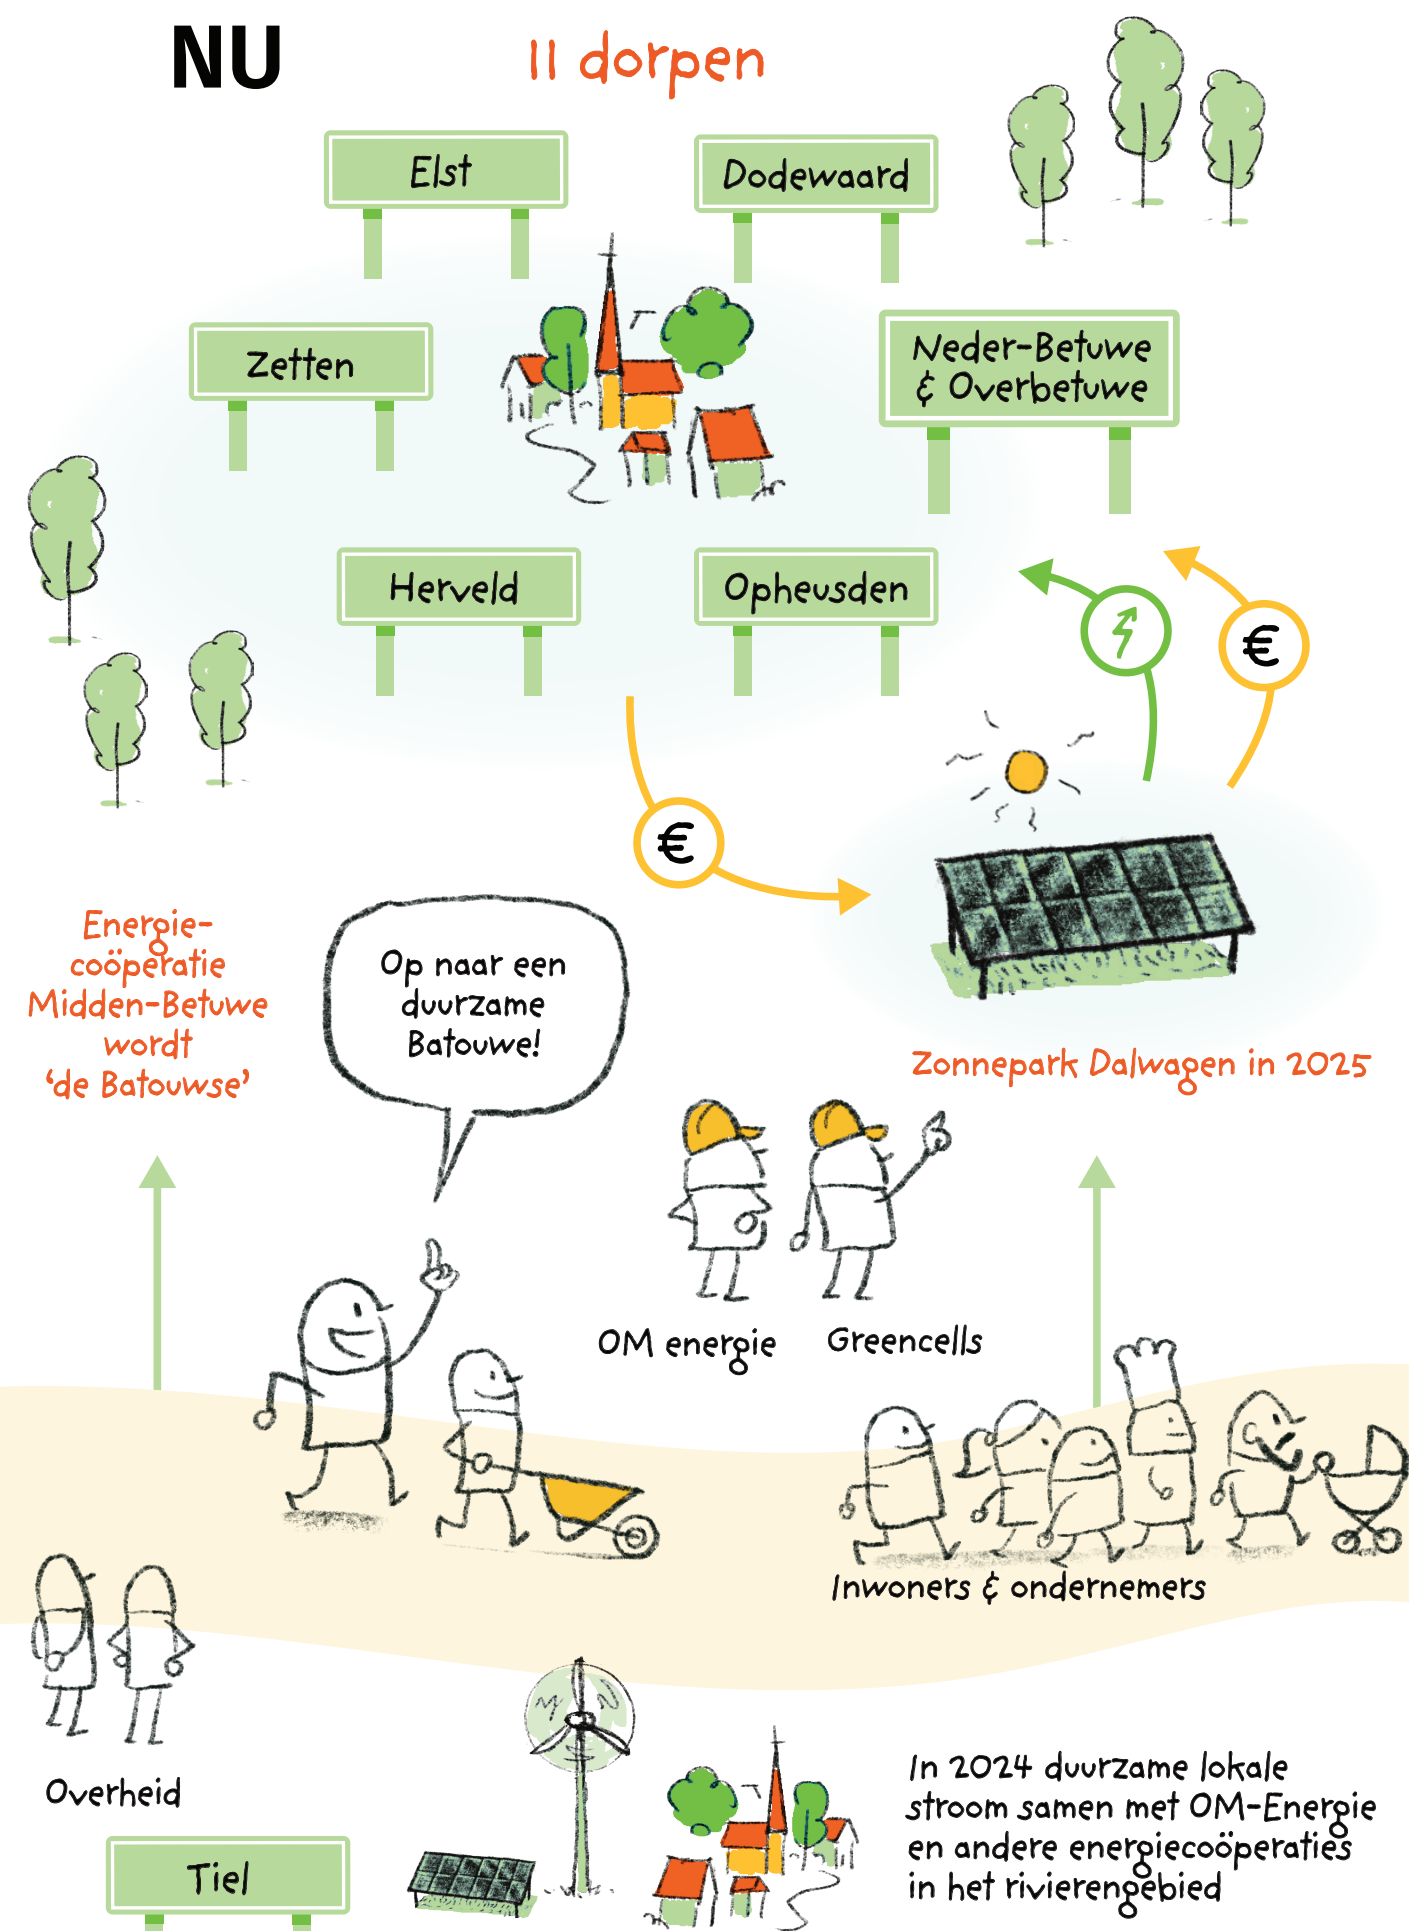 NU
11 dorpen
Elst
Dodewaard
Zetten
Neder-Betuwe
& Overbetuwe
Herveld
Opheusden
€
€
Energie-
coöperatie
Midden-Betuwe
wordt
‘de Batouwse’
Op naar een
duurzame
Batouwe!
Zonnepark Dalwagen in 2025
OM energie
Greencells
Inwoners & ondernemers
Overheid
Tiel
In 2024 duurzame lokale
stroom samen met OM-Energie
en andere energiecoöperaties
in het rivierengebied